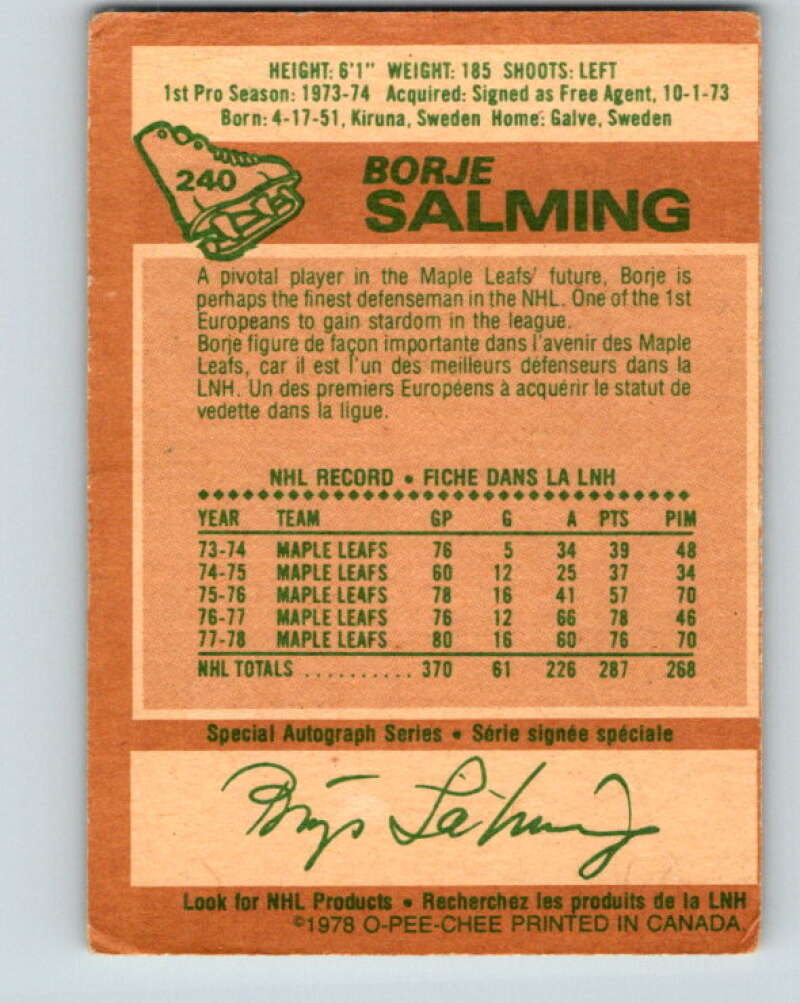 HEIGHT: 6'1" WEIGHT: 185 SHOOTS: LEFT
1st Pro Season: 1973-74 Acquired: Signed as Free Agent, 10-1-73
Born: 4-17-51, Kiruna, Sweden Home: Galve, Sweden
240
BORJE
SALMING
A pivotal player in the Maple Leafs' future, Borje is
perhaps the finest defenseman in the NHL. One of the 1st
Europeans to gain stardom in the league.
Borje figure de façon importante dans l'avenir des Maple
Leafs, car il est l'un des meilleurs défenseurs dans la
LNH. Un des premiers Européens à acquérir le statut de
vedette dans la ligue.
NHL RECORD • FICHE DANS LA LNH
YEAR TEAM GP G A PTS PIM
73-74 MAPLE LEAFS 76 5 34 39 48
74-75 MAPLE LEAFS 60 12 25 37 34
75-76 MAPLE LEAFS 78 16 41 57 70
76-77 MAPLE LEAFS 76 12 66 78 46
77-78 MAPLE LEAFS 80 16 60 76 70
NHL TOTALS .......... 370 61 226 287 268
Special Autograph Series • Série signée spéciale
Börje Salming
Look for NHL Products • Recherchez les produits de la LNH
©1978 O-PEE-CHEE PRINTED IN CANADA.